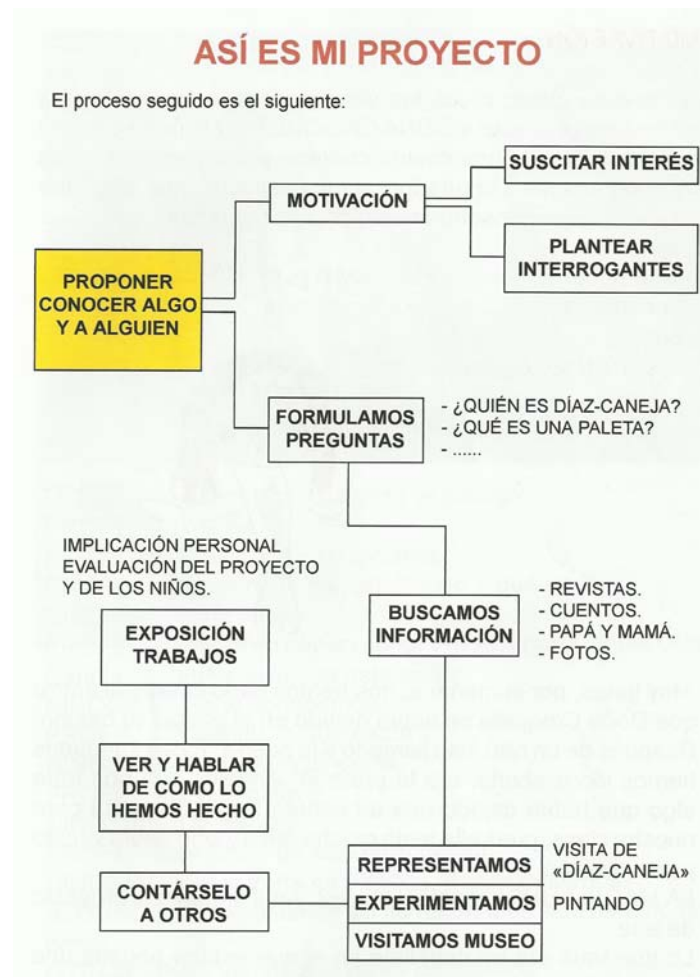 ASÍ ES MI PROYECTO
El proceso seguido es el siguiente:
SUSCITAR INTERÉS
MOTIVACIÓN
PLANTEAR
INTERROGANTES
PROPONER
CONOCER ALGO
Y A ALGUIEN
FORMULAMOS
PREGUNTAS
- ¿QUIÉN ES DÍAZ-CANEJA?
- ¿QUÉ ES UNA PALETA?
- ......
IMPLICACIÓN PERSONAL
EVALUACIÓN DEL PROYECTO
Y DE LOS NIÑOS.
EXPOSICIÓN
TRABAJOS
BUSCAMOS
INFORMACIÓN
- REVISTAS.
- CUENTOS.
- PAPÁ Y MAMÁ.
- FOTOS.
VER Y HABLAR
DE CÓMO LO
HEMOS HECHO
CONTÁRSELO
A OTROS
REPRESENTAMOS
EXPERIMENTAMOS
VISITAMOS MUSEO
VISITA DE
«DÍAZ-CANEJA»
PINTANDO